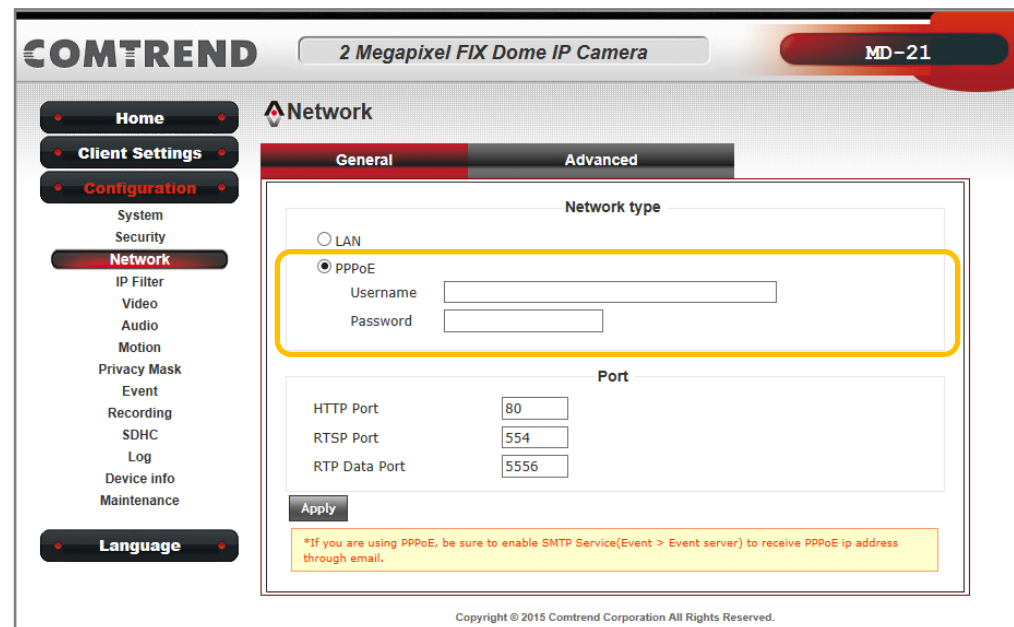 COMTREND
2 Megapixel FIX Dome IP Camera
MD-21
Home
Client Settings
Configuration
System
Security
Network
IP Filter
Video
Audio
Motion
Privacy Mask
Event
Recording
SDHC
Log
Device info
Maintenance
Language
Network
General Advanced
Network type
LAN
PPPoE
Username
Password
Port
HTTP Port 80
RTSP Port 554
RTP Data Port 5556
Apply
*If you are using PPPoE, be sure to enable SMTP Service(Event > Event server) to receive PPPoE ip address
through email.
Copyright © 2015 Comtrend Corporation All Rights Reserved.